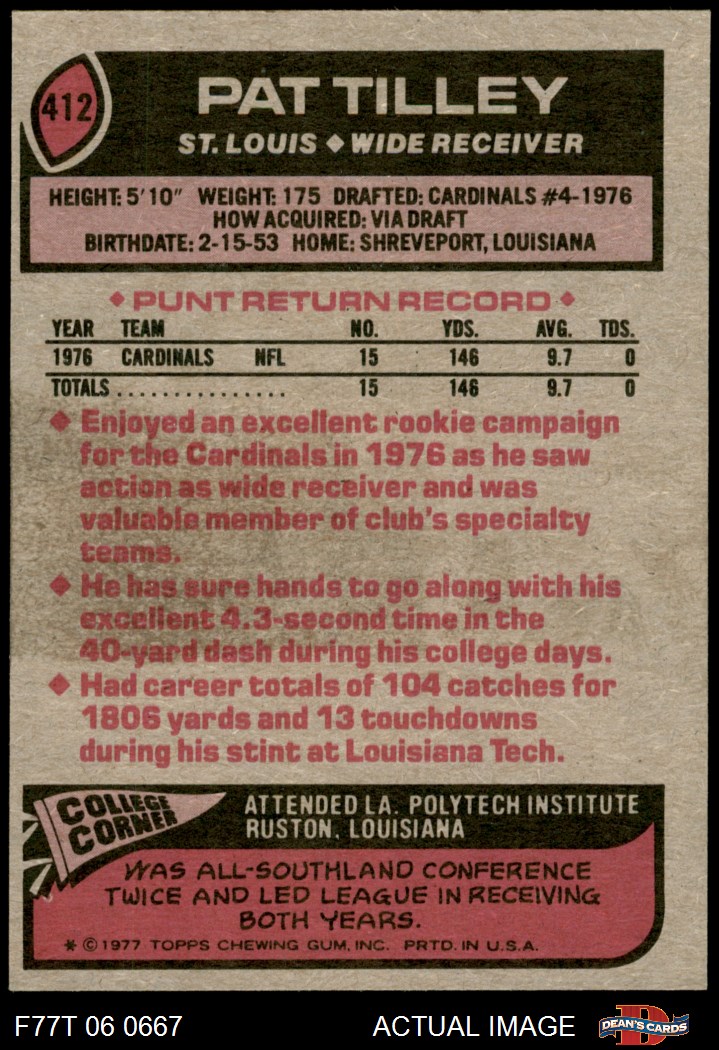 412
PAT TILLEY
ST. LOUIS ◆ WIDE RECEIVER
HEIGHT: 5'10" WEIGHT: 175 DRAFTED: CARDINALS #4-1976
HOW ACQUIRED: VIA DRAFT
BIRTHDATE: 2-15-53 HOME: SHREVEPORT, LOUISIANA
◆ PUNT RETURN RECORD ◆
YEAR TEAM NO. YDS. AVG. TDS.
1976 CARDINALS NFL 15 146 9.7 0
TOTALS............... 15 146 9.7 0
◆ Enjoyed an excellent rookie campaign
for the Cardinals in 1976 as he saw
action as wide receiver and was
valuable member of club's specialty
teams.
◆ He has sure hands to go along with his
excellent 4.3-second time in the
40-yard dash during his college days.
◆ Had career totals of 104 catches for
1806 yards and 13 touchdowns
during his stint at Louisiana Tech.
COLLEGE
CORNER
ATTENDED LA. POLYTECH INSTITUTE
RUSTON, LOUISIANA
WAS ALL-SOUTHLAND CONFERENCE
TWICE AND LED LEAGUE IN RECEIVING
BOTH YEARS.
* © 1977 TOPPS CHEWING GUM, INC. PRTD. IN U.S.A.
F77T 06 0667 ACTUAL IMAGE
D
DEAN'S CARDS